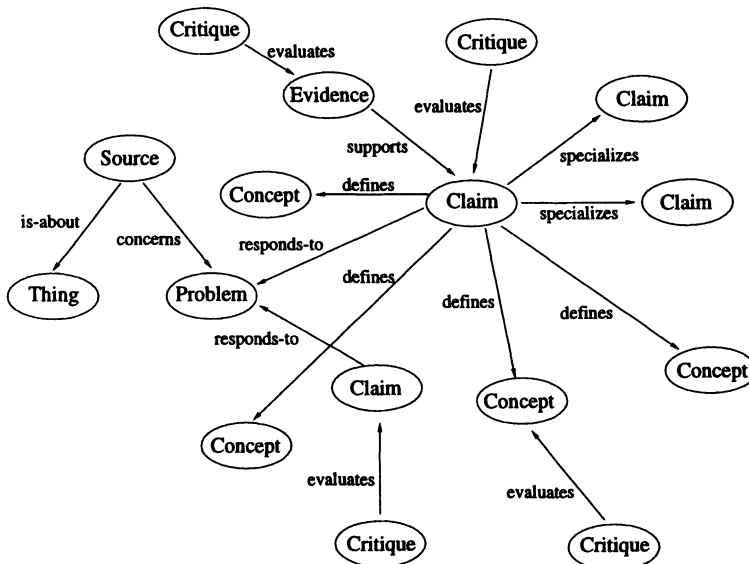 Critique
Critique
evaluates
Evidence
evaluates
Claim
supports
Source
specializes
Concept
defines
Claim
Claim
specializes
is-about
concerns
responds-to
Thing
Problem
defines
defines
defines
responds-to
Claim
Concept
Concept
Concept
evaluates
evaluates
Critique
Critique